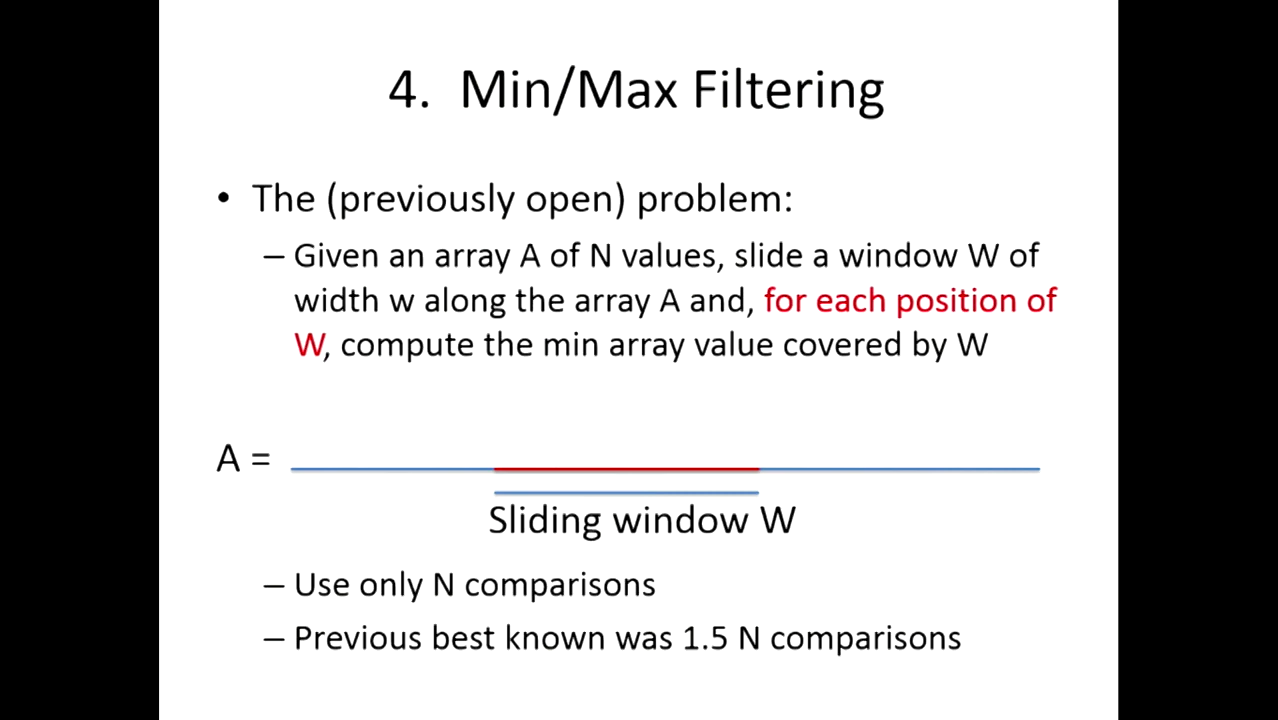 4. Min/Max Filtering
• The (previously open) problem:
– Given an array A of N values, slide a window W of
width w along the array A and, for each position of
W, compute the min array value covered by W
A =
Sliding window W
– Use only N comparisons
– Previous best known was 1.5 N comparisons